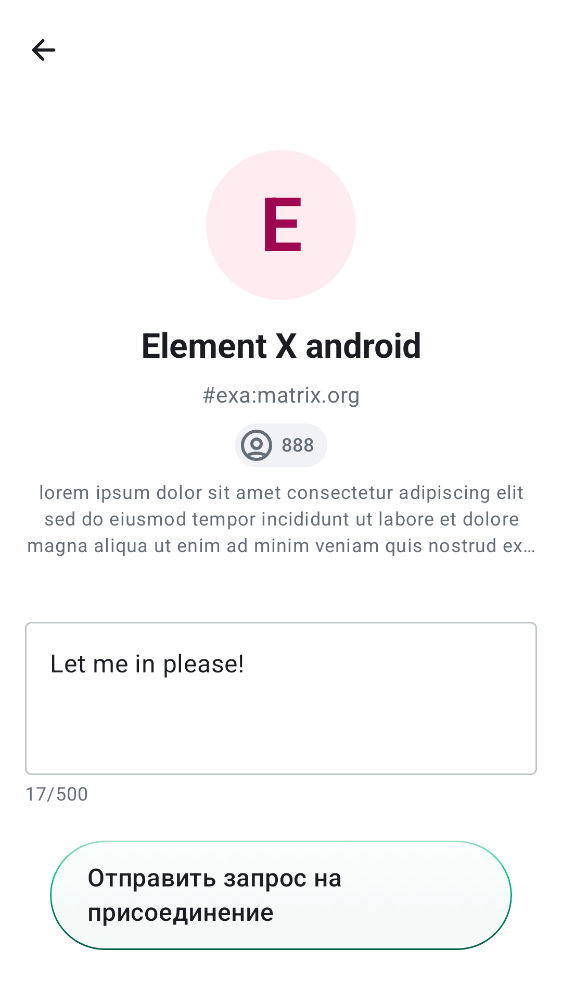 E
Element X android
#exa:matrix.org
888
lorem ipsum dolor sit amet consectetur adipiscing elit
sed do eiusmod tempor incididunt ut labore et dolore
magna aliqua ut enim ad minim veniam quis nostrud ex…
Let me in please!
17/500
Отправить запрос на
присоединение